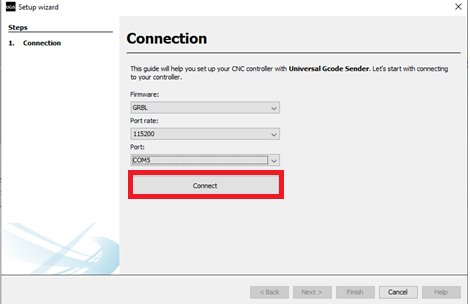 UGS Setup wizard
Steps
1. Connection
Connection
This guide will help you set up your CNC controller with Universal Gcode Sender. Let's start with connecting
to your controller.
Firmware:
GRBL
Port rate:
115200
Port:
COM5
Connect
< Back Next > Finish Cancel Help